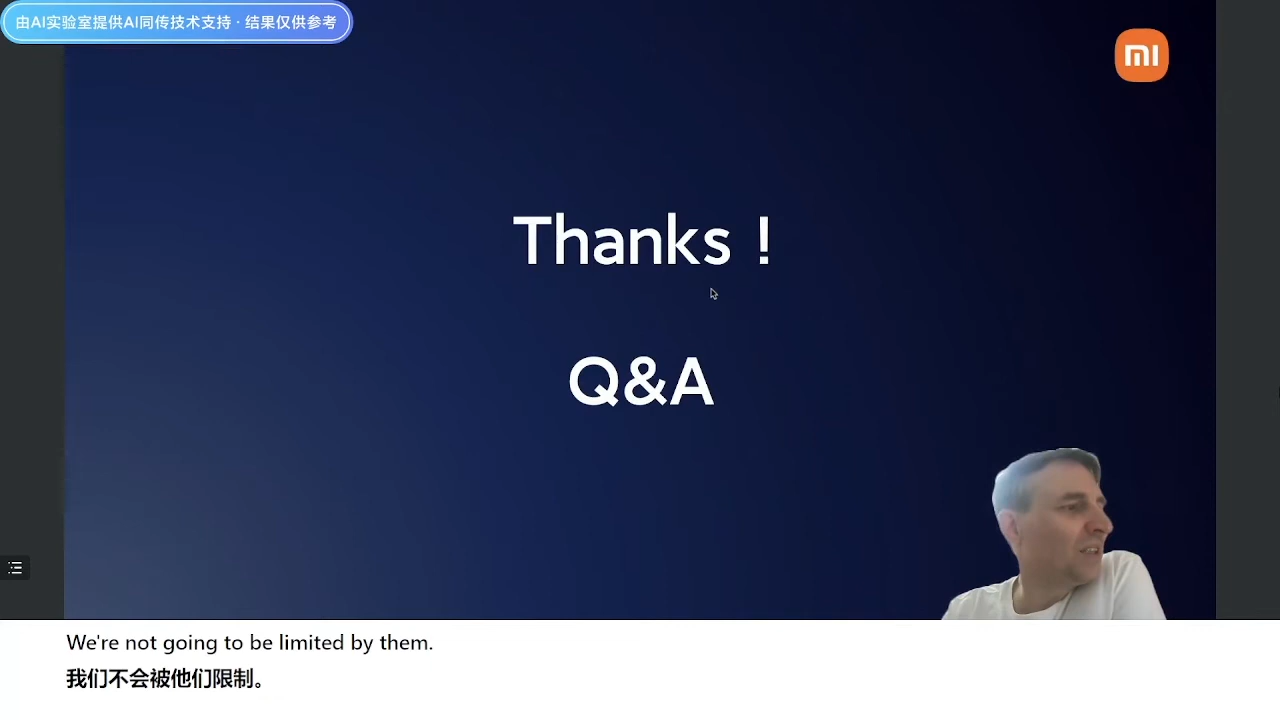 由AI实验室提供AI同传技术支持 · 结果仅供参考
mi
Thanks !
Q&A
We're not going to be limited by them.
我们不会被他们限制。